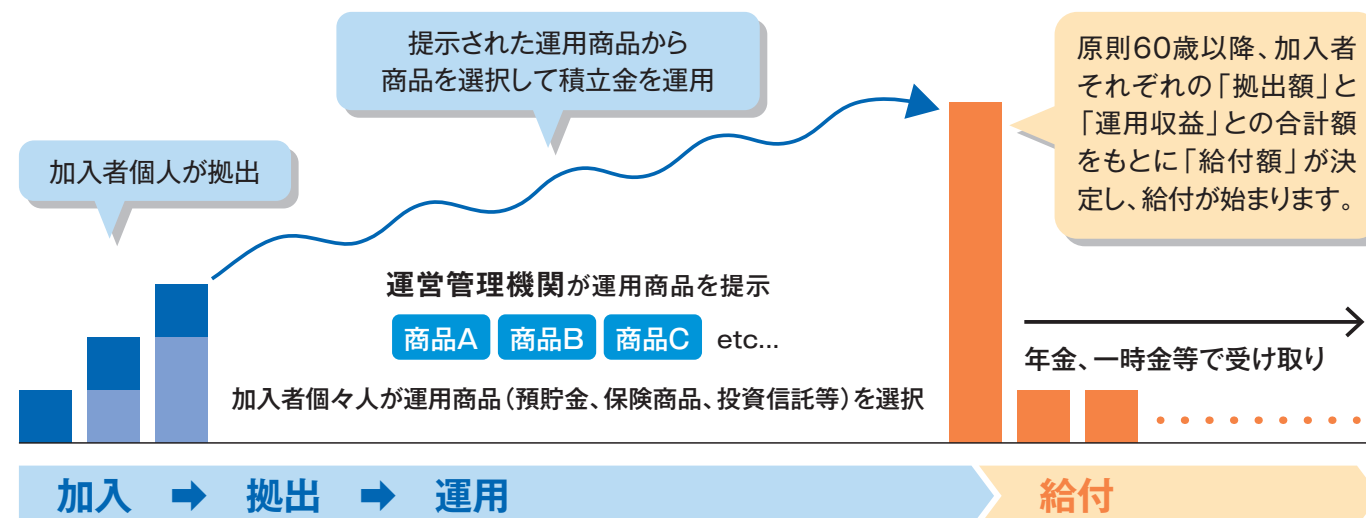 提示された運用商品から
商品を選択して積立金を運用
原則60歳以降、加入者
それぞれの「拠出額」と
「運用収益」との合計額
をもとに「給付額」が決
定し、給付が始まります。
加入者個人が拠出
運営管理機関が運用商品を提示
商品A 商品B 商品C etc...
加入者個々人が運用商品(預貯金、保険商品、投資信託等)を選択
年金、一時金等で受け取り
加入 ➡ 拠出 ➡ 運用
給付